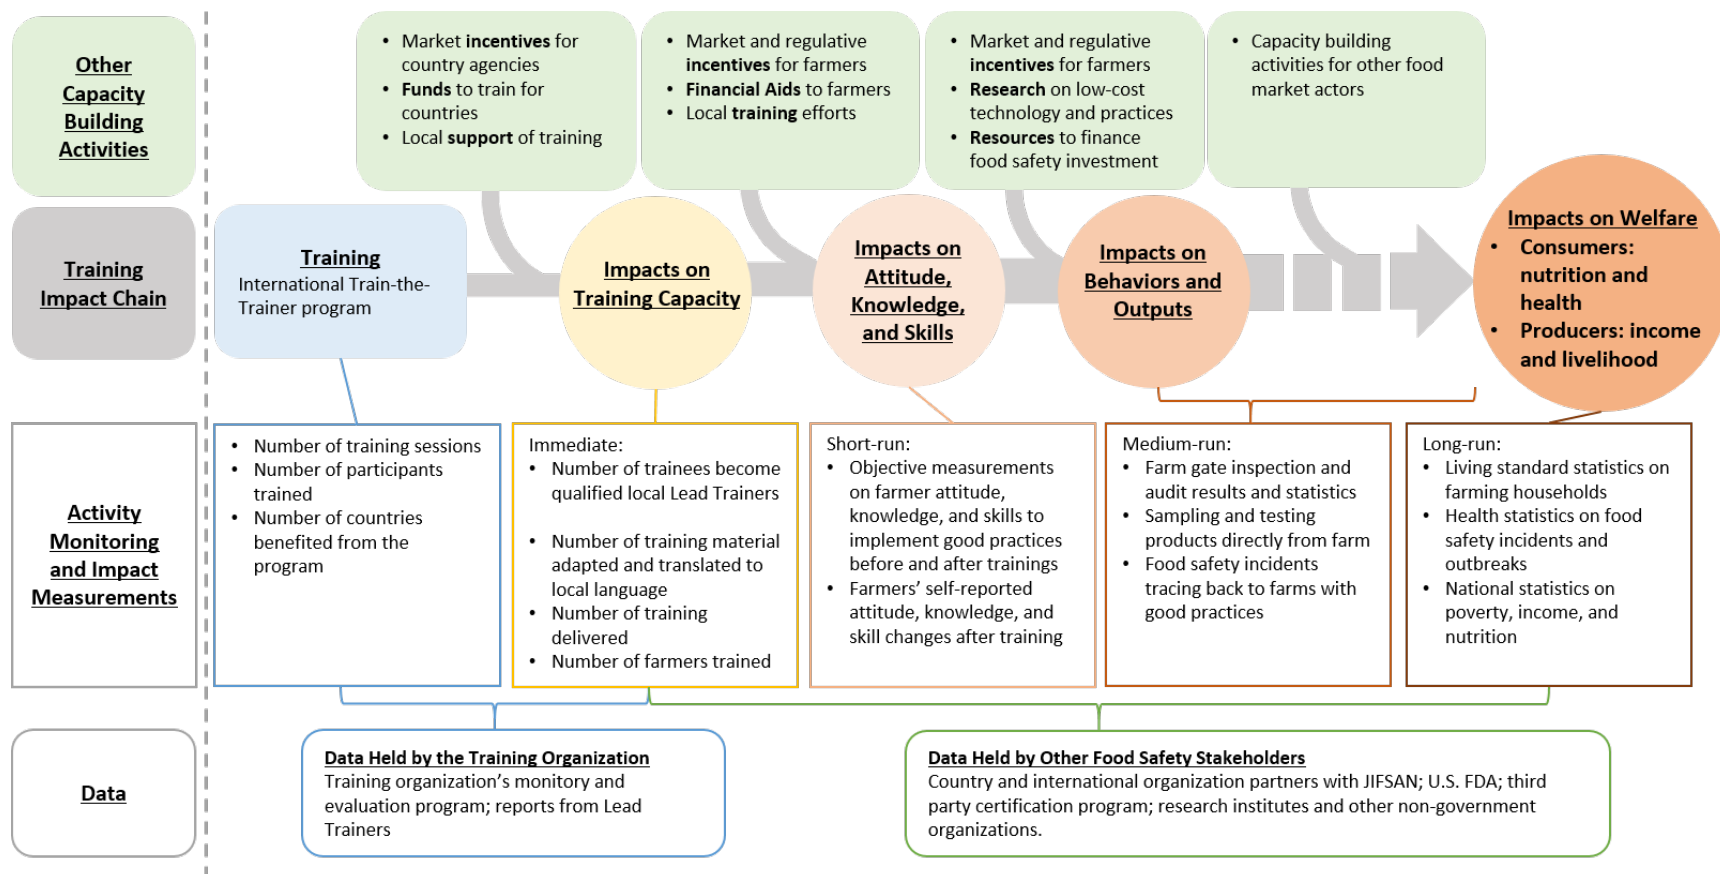 Other
Capacity
Building
Activities
• Market incentives for
country agencies
• Funds to train for
countries
• Local support of training
• Market and regulative
incentives for farmers
• Financial Aids to farmers
• Local training efforts
• Market and regulative
incentives for farmers
• Research on low-cost
technology and practices
• Resources to finance
food safety investment
• Capacity building
activities for other food
market actors
Training
Impact Chain
Training
International Train-the-
Trainer program
Impacts on
Training Capacity
Impacts on
Attitude,
Knowledge,
and Skills
Impacts on
Behaviors and
Outputs
Impacts on Welfare
• Consumers:
nutrition and
health
• Producers: income
and livelihood
Activity
Monitoring
and Impact
Measurements
• Number of training sessions
• Number of participants
trained
• Number of countries
benefited from the
program
Immediate:
• Number of trainees become
qualified local Lead Trainers
• Number of training material
adapted and translated to
local language
• Number of training
delivered
• Number of farmers trained
Short-run:
• Objective measurements
on farmer attitude,
knowledge, and skills to
implement good practices
before and after trainings
• Farmers’ self-reported
attitude, knowledge, and
skill changes after training
Medium-run:
• Farm gate inspection and
audit results and statistics
• Sampling and testing
products directly from farm
• Food safety incidents
tracing back to farms with
good practices
Long-run:
• Living standard statistics on
farming households
• Health statistics on food
safety incidents and
outbreaks
• National statistics on
poverty, income, and
nutrition
Data
Data Held by the Training Organization
Training organization’s monitory and
evaluation program; reports from Lead
Trainers
Data Held by Other Food Safety Stakeholders
Country and international organization partners with JIFSAN; U.S. FDA; third
party certification program; research institutes and other non-government
organizations.